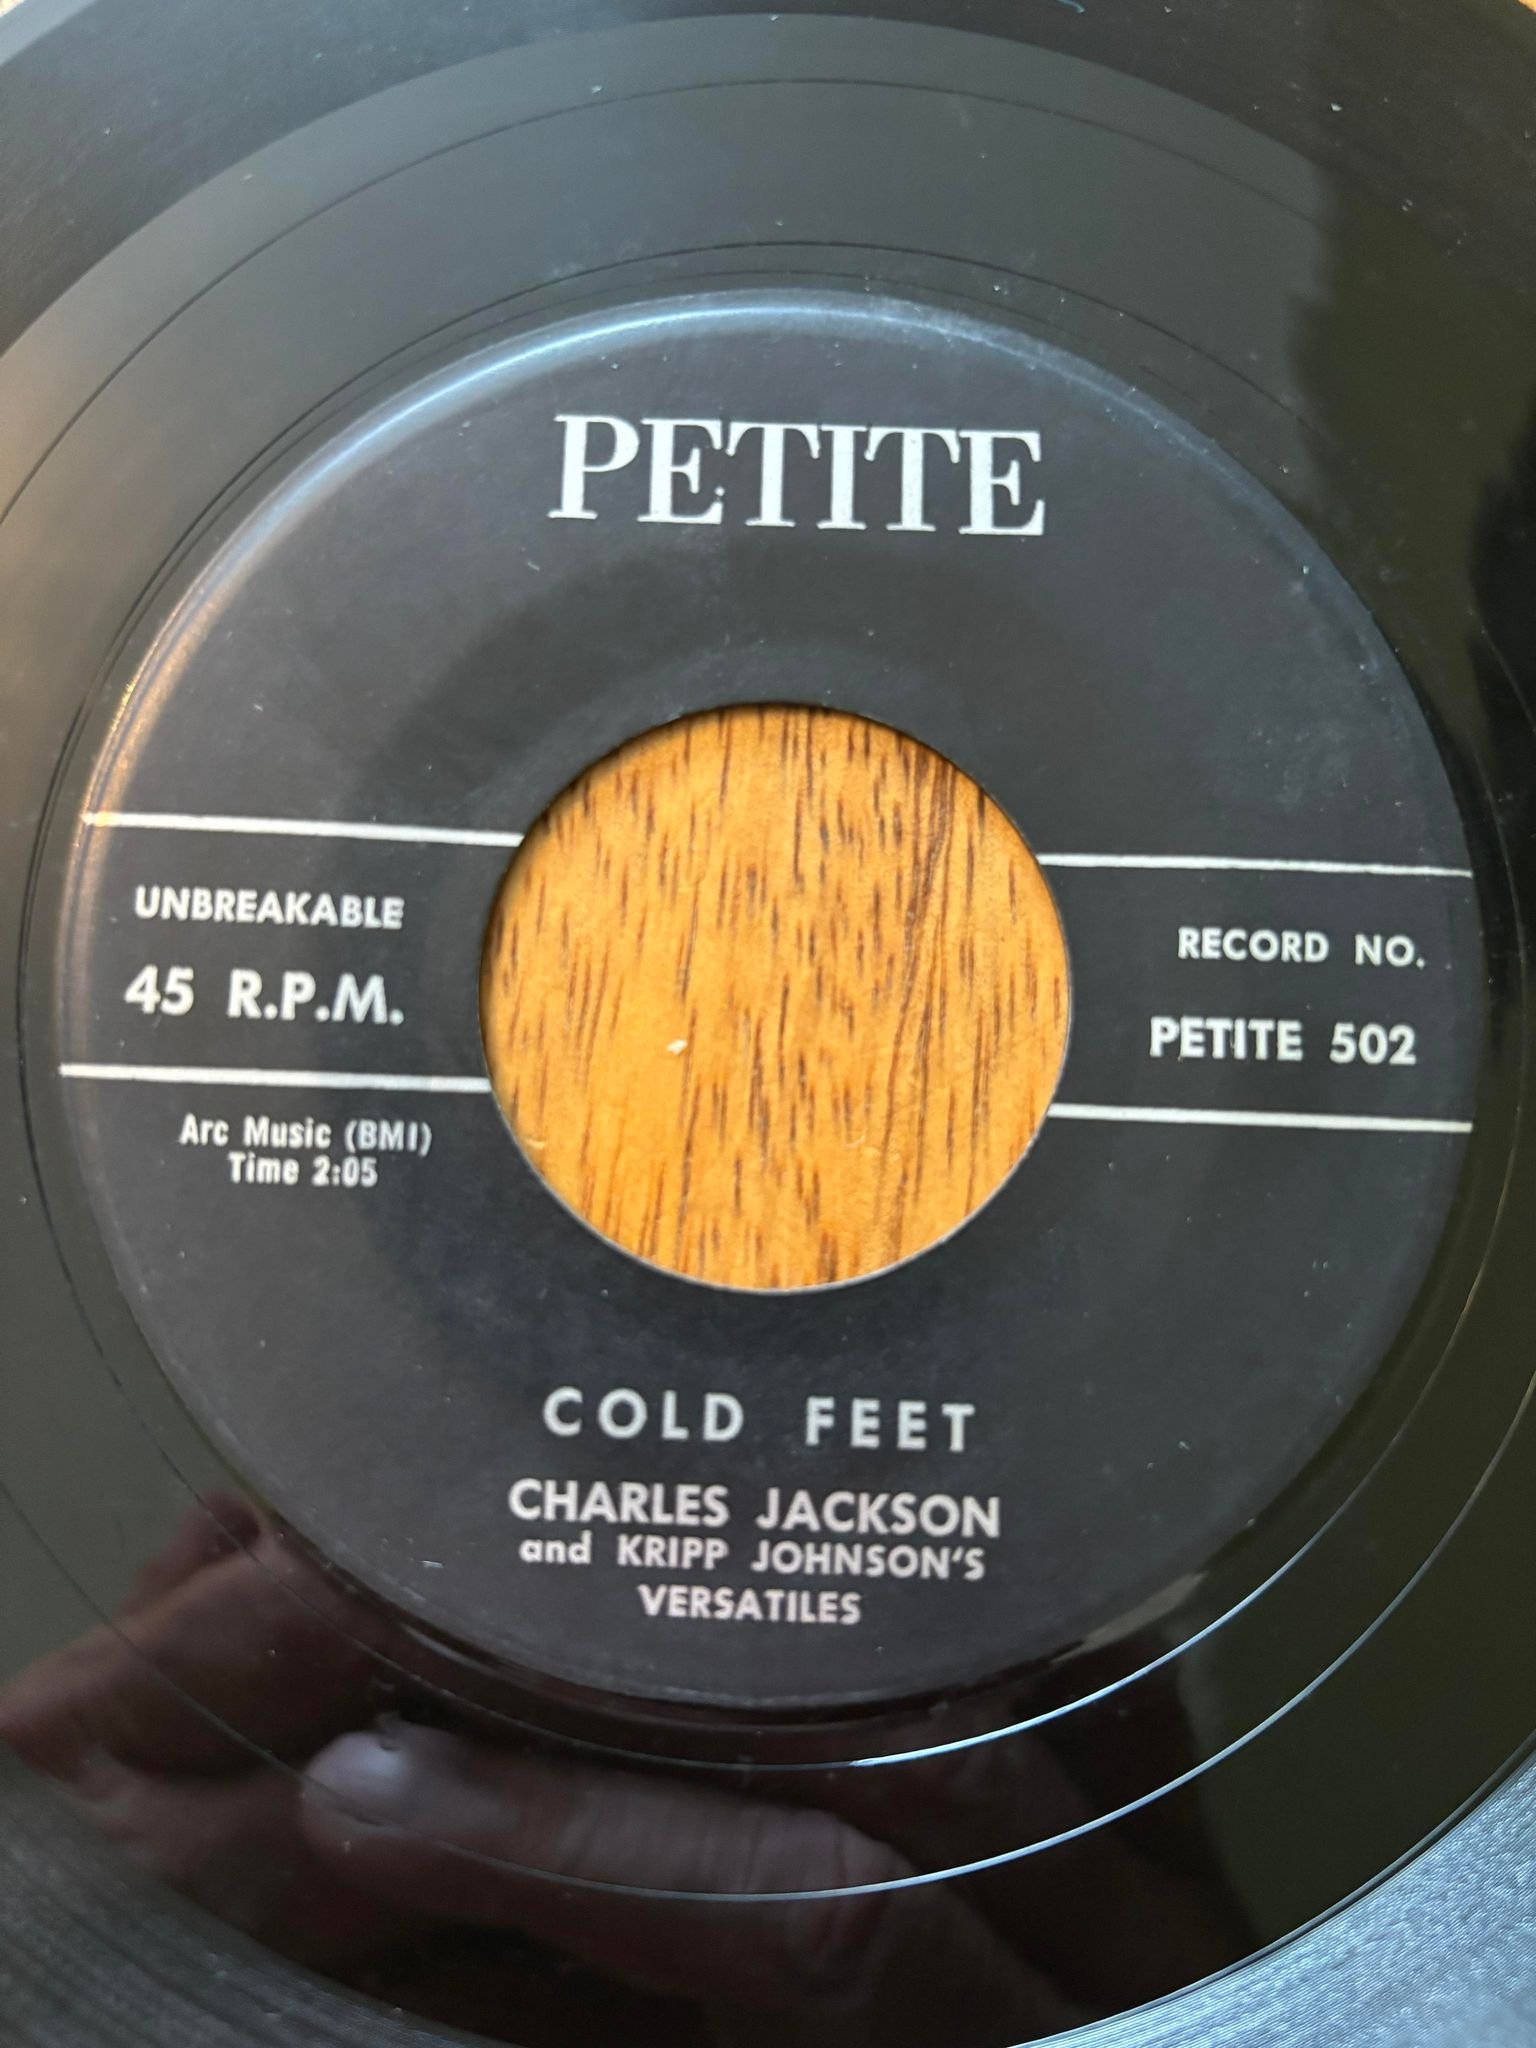 PETITE
UNBREAKABLE
45 R.P.M.
RECORD NO.
PETITE 502
Arc Music (BMI)
Time 2:05
COLD FEET
CHARLES JACKSON
and KRIPP JOHNSON'S
VERSATILES